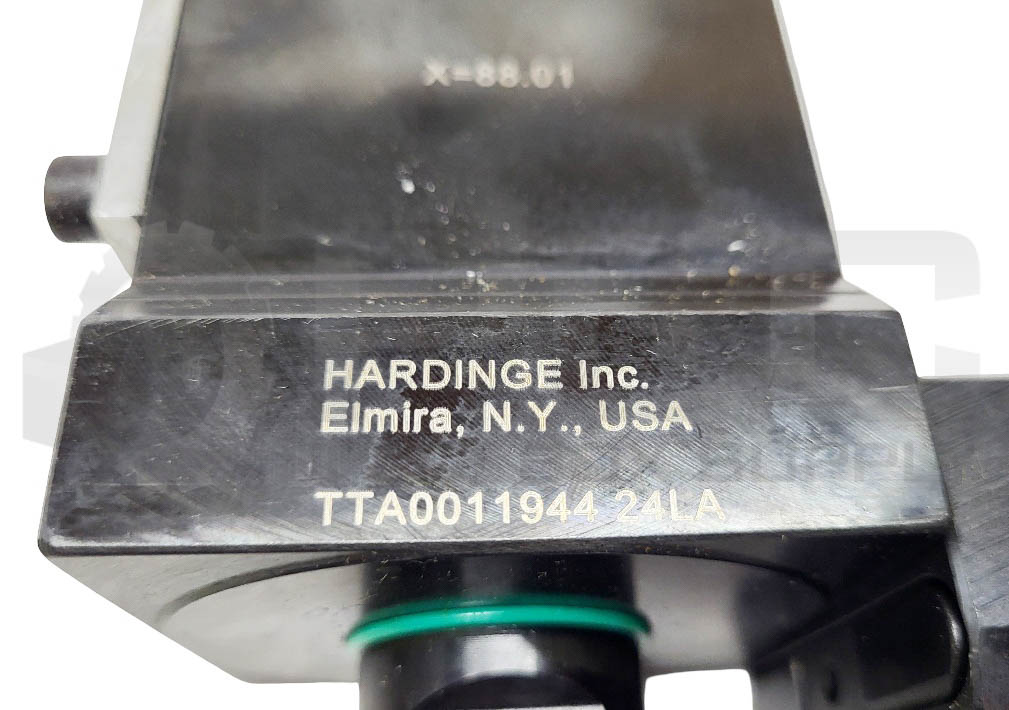 X=88.01
HARDINGE Inc.
Elmira, N.Y., USA
TTA0011944 24LA